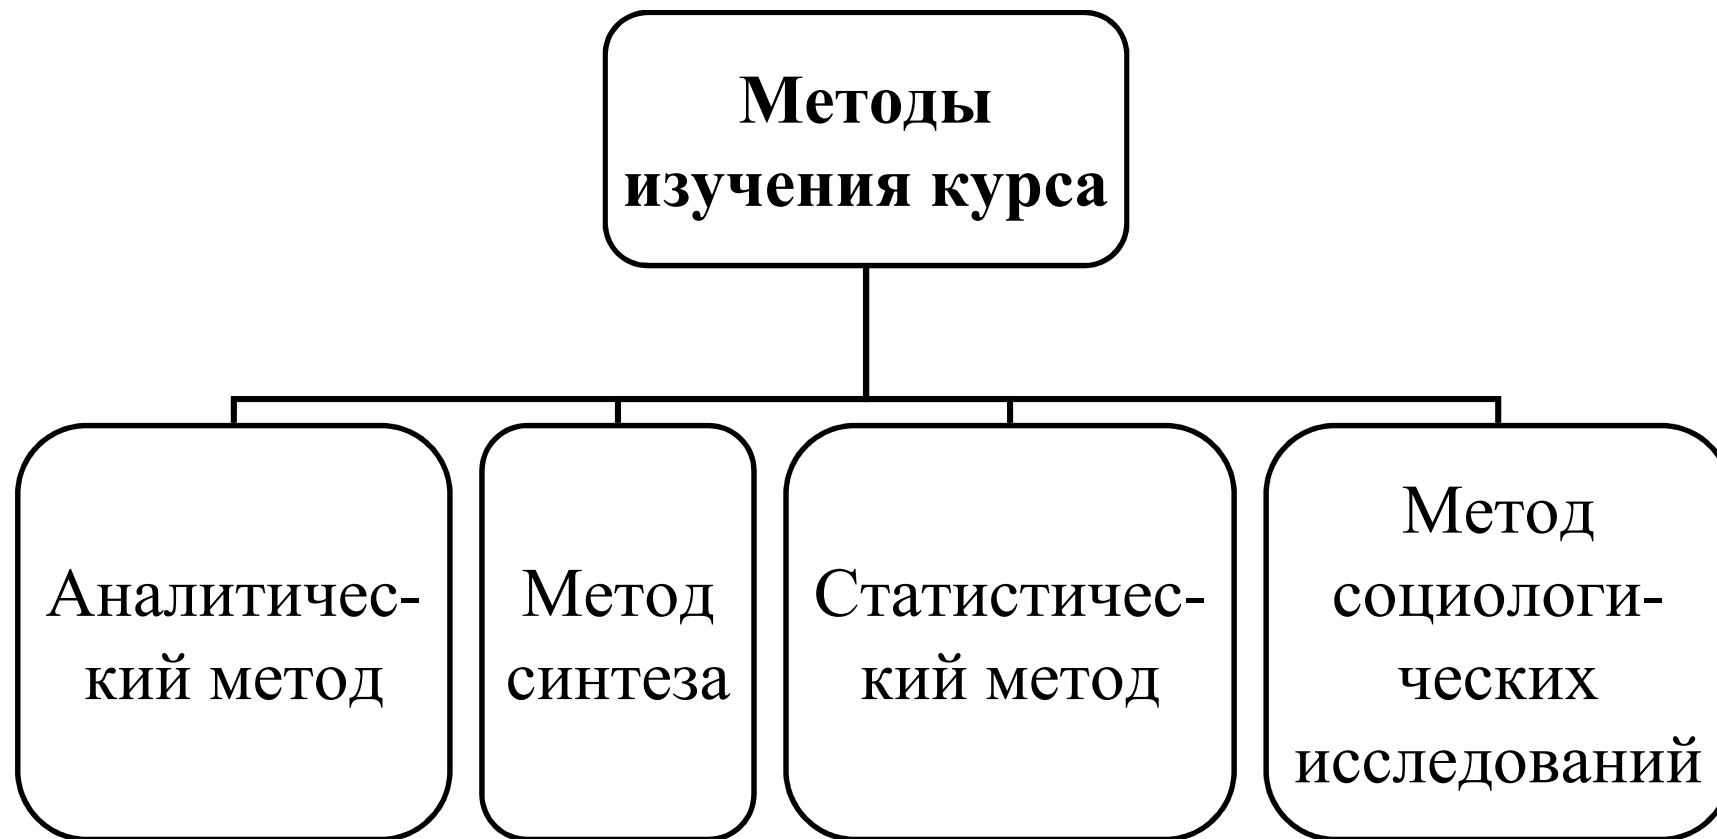 Методы
изучения курса
Аналитичес-
кий метод
Метод
синтеза
Статистичес-
кий метод
Метод
социологи-
ческих
исследований